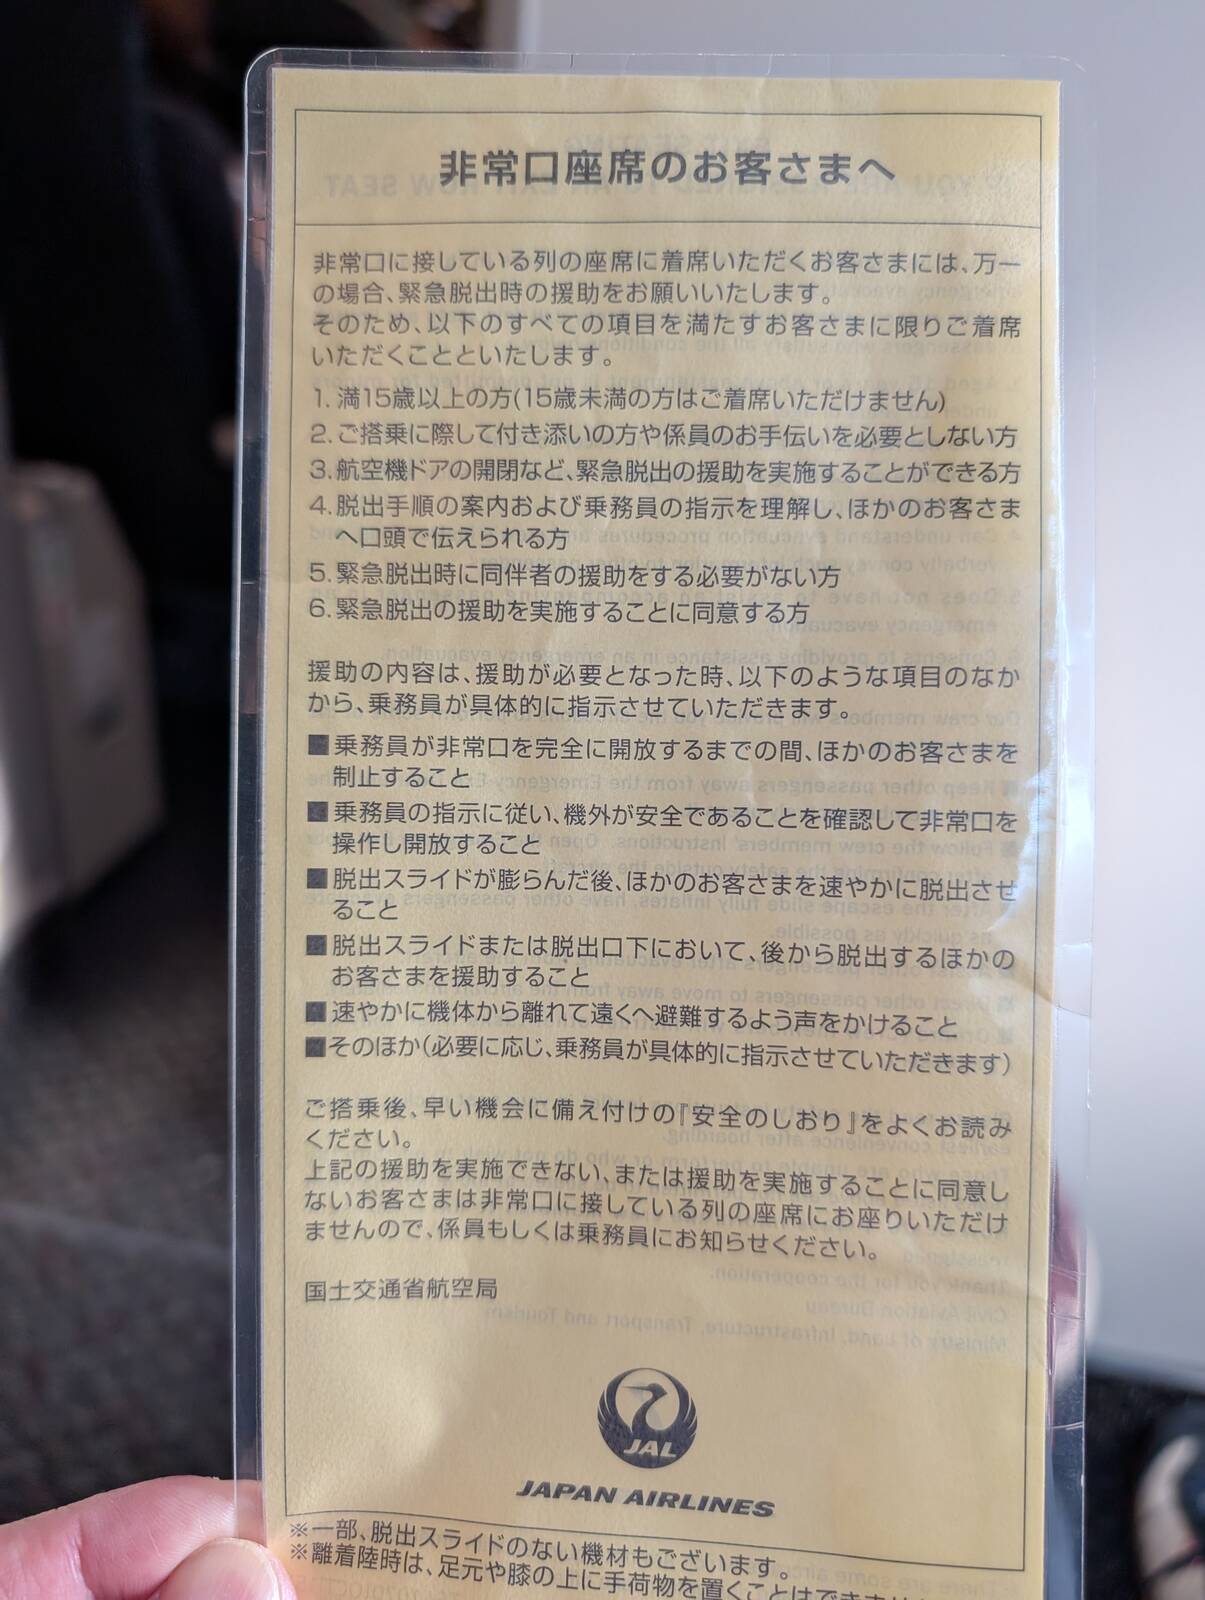 非常口座席のお客さまへ
非常口に接している列の座席に着席いただくお客さまには、万一
の場合、緊急脱出時の援助をお願いいたします。
そのため、以下のすべての項目を満たすお客さまに限りご着席
いただくことといたします。
1. 満15歳以上の方(15歳未満の方はご着席いただけません)
2. ご搭乗に際して付き添いの方や係員のお手伝いを必要としない方
3. 航空機ドアの開閉など、緊急脱出の援助を実施することができる方
4. 脱出手順の案内および乗務員の指示を理解し、ほかのお客さま
へ口頭で伝えられる方
5. 緊急脱出時に同伴者の援助をする必要がない方
6. 緊急脱出の援助を実施することに同意する方
援助の内容は、援助が必要となった時、以下のような項目のなか
から、乗務員が具体的に指示させていただきます。
■乗務員が非常口を完全に開放するまでの間、ほかのお客さまを
制止すること
■乗務員の指示に従い、機外が安全であることを確認して非常口を
操作し開放すること
■脱出スライドが膨らんだ後、ほかのお客さまを速やかに脱出させ
ること
■脱出スライドまたは脱出口下において、後から脱出するほかの
お客さまを援助すること
■速やかに機体から離れて遠くへ避難するよう声をかけること
■そのほか(必要に応じ、乗務員が具体的に指示させていただきます)
ご搭乗後、早い機会に備え付けの『安全のしおり』をよくお読み
ください。
上記の援助を実施できない、または援助を実施することに同意し
ないお客さまは非常口に接している列の座席にお座りいただけ
ませんので、係員もしくは乗務員にお知らせください。
国土交通省航空局
JAL
JAPAN AIRLINES
※一部、脱出スライドのない機材もございます。
※離着陸時は、足元や膝の上に手荷物を置くことは